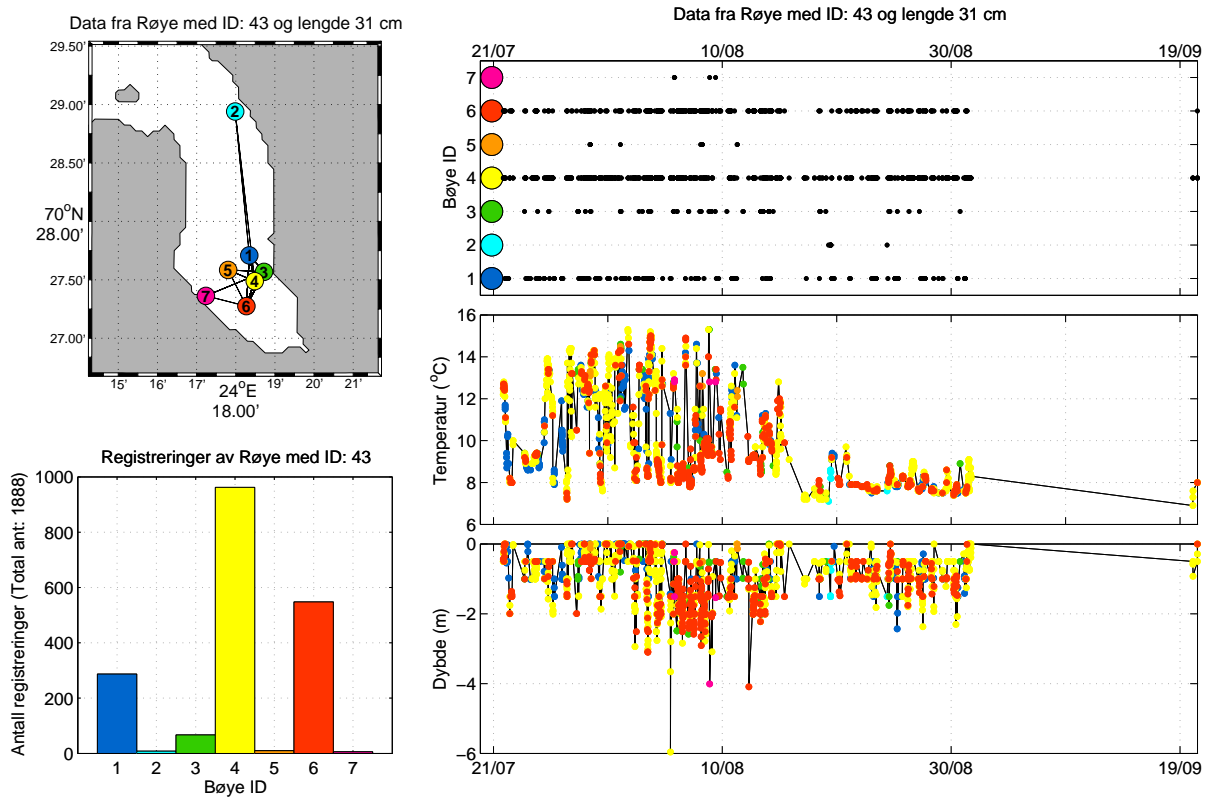 Data fra Røye med ID: 43 og lengde 31 cm
29.50'
29.00'
28.50'
70°N
28.00'
27.50'
27.00'
2
1
5
3
4
7
6
15' 16' 17' 24°E 19' 20' 21'
18.00'
Registreringer av Røye med ID: 43
Antall registreringer (Total ant: 1888)
1000
800
600
400
200
0
1 2 3 4 5 6 7
Bøye ID
Data fra Røye med ID: 43 og lengde 31 cm
21/07 10/08 30/08 19/09
Bøye ID
7
6
5
4
3
2
1
Temperatur (°C)
16
14
12
10
8
6
Dybde (m)
0
−2
−4
−6
21/07 10/08 30/08 19/09